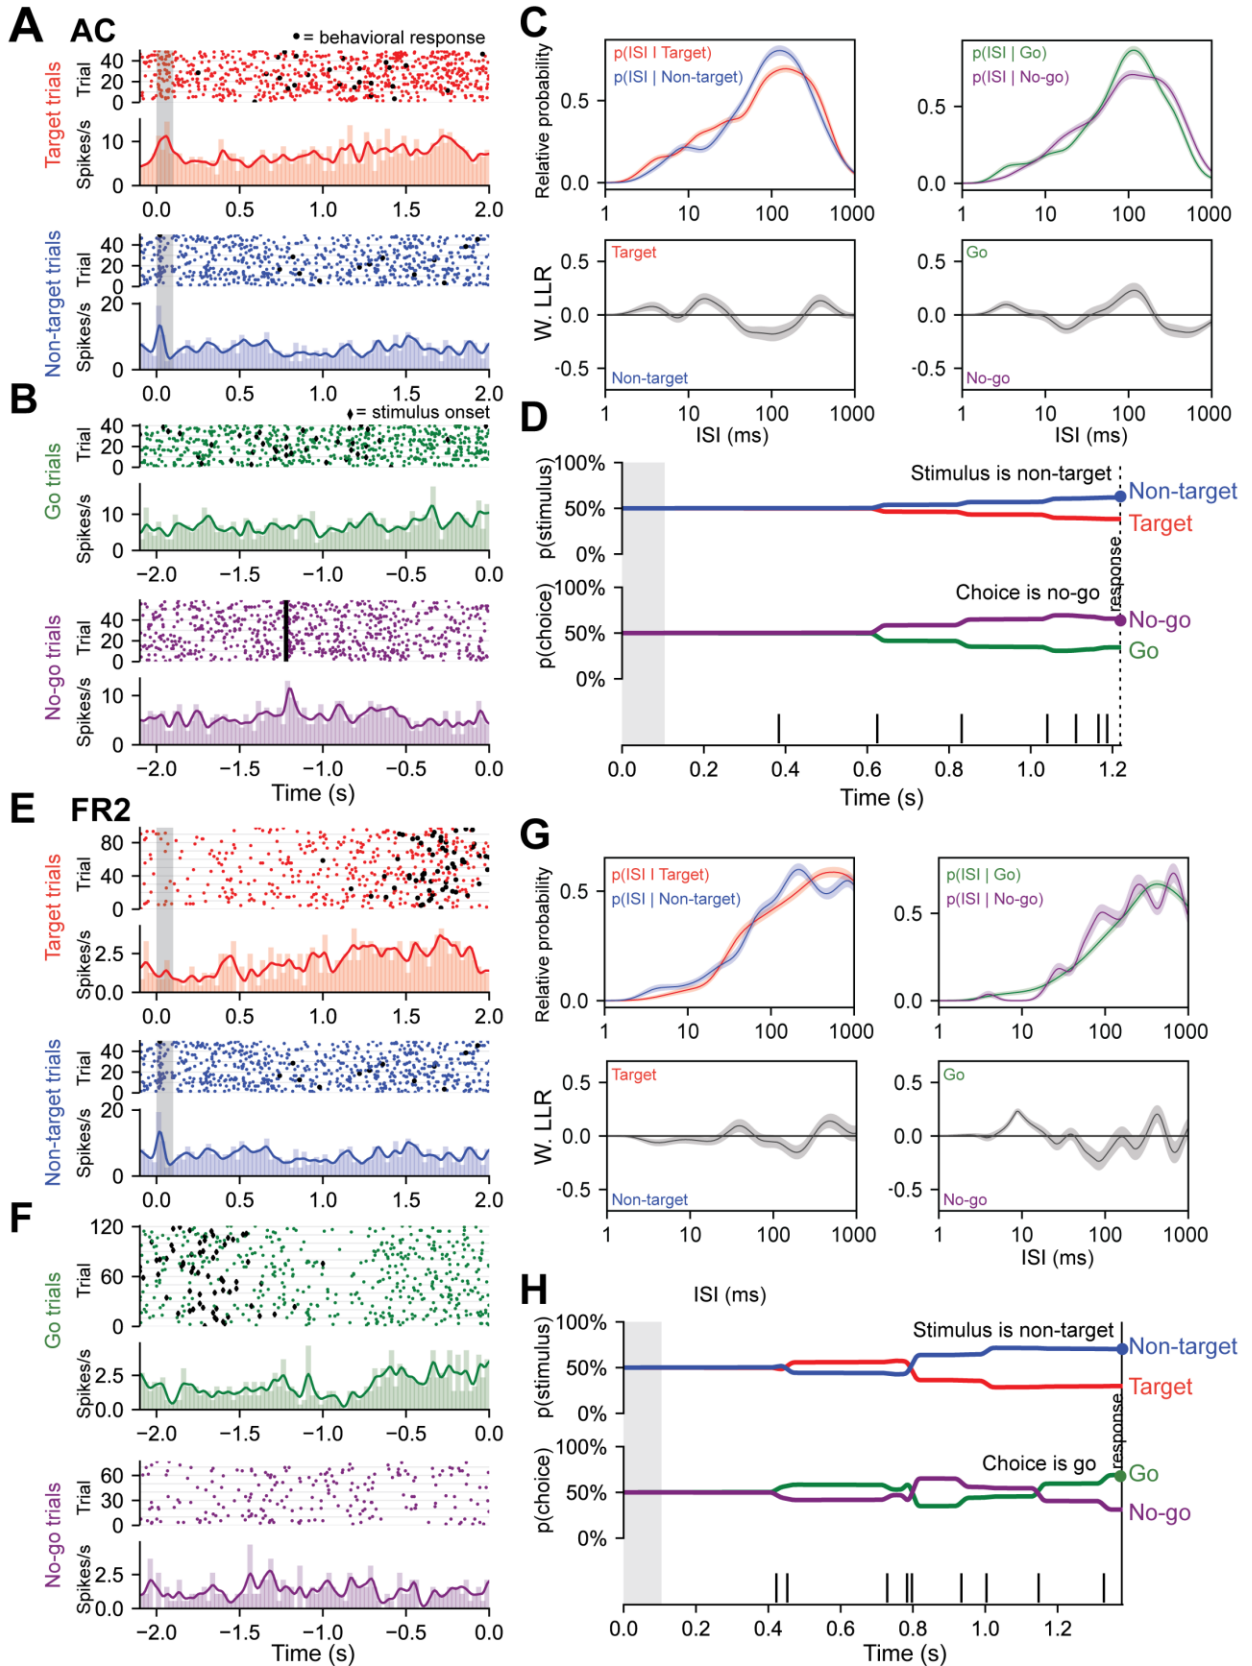 A AC
• = behavioral response
Target trials
Trial
40
20
0
Spikes/s
10
0
0.0 0.5 1.0 1.5 2.0
Non-target trials
Trial
40
20
0
Spikes/s
20
0
0.0 0.5 1.0 1.5 2.0
B
♦ = stimulus onset
Go trials
Trial
40
20
0
Spikes/s
10
0
−2.0 −1.5 −1.0 −0.5 0.0
No-go trials
Trial
40
20
0
Spikes/s
10
0
−2.0 −1.5 −1.0 −0.5 0.0
Time (s)
C
Relative probability
p(ISI I Target)
p(ISI | Non-target)
0.5
0.0
1 10 100 1000
p(ISI | Go)
p(ISI | No-go)
0.5
0.0
1 10 100 1000
W. LLR
Target
Non-target
0.5
0.0
-0.5
1 10 100 1000
ISI (ms)
Go
No-go
0.5
0.0
-0.5
1 10 100 1000
ISI (ms)
D
p(stimulus)
100%
50%
0%
Stimulus is non-target
Non-target
Target
p(choice)
100%
50%
0%
Choice is no-go
response
No-go
Go
0.0 0.2 0.4 0.6 0.8 1.0 1.2
Time (s)
E FR2
Target trials
Trial
80
40
0
Spikes/s
2.5
0.0
0.0 0.5 1.0 1.5 2.0
Non-target trials
Trial
40
20
0
Spikes/s
20
0
0.0 0.5 1.0 1.5 2.0
F
Go trials
Trial
120
60
0
Spikes/s
2.5
0.0
−2.0 −1.5 −1.0 −0.5 0.0
No-go trials
Trial
60
30
0
Spikes/s
2.5
0.0
−2.0 −1.5 −1.0 −0.5 0.0
Time (s)
G
Relative probability
p(ISI I Target)
p(ISI | Non-target)
0.5
0.0
1 10 100 1000
p(ISI | Go)
p(ISI | No-go)
0.5
0.0
1 10 100 1000
W. LLR
Target
Non-target
0.5
0.0
-0.5
1 10 100 1000
Go
No-go
0.5
0.0
-0.5
1 10 100 1000
ISI (ms)
H
ISI (ms)
p(stimulus)
100%
50%
0%
Stimulus is non-target
Non-target
Target
p(choice)
100%
50%
0%
Choice is go
response
Go
No-go
0.0 0.2 0.4 0.6 0.8 1.0 1.2
Time (s)